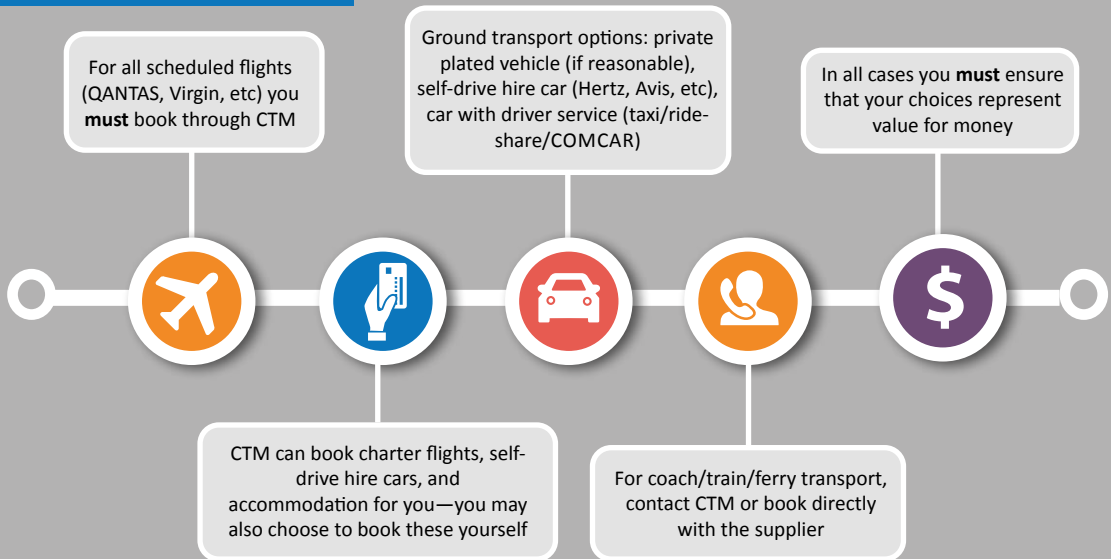 For all scheduled flights
(QANTAS, Virgin, etc) you
must book through CTM
CTM can book charter flights, self-
drive hire cars, and
accommodation for you—you may
also choose to book these yourself
Ground transport options: private
plated vehicle (if reasonable),
self-drive hire car (Hertz, Avis, etc),
car with driver service (taxi/ride-
share/COMCAR)
For coach/train/ferry transport,
contact CTM or book directly
with the supplier
In all cases you must ensure
that your choices represent
value for money
$